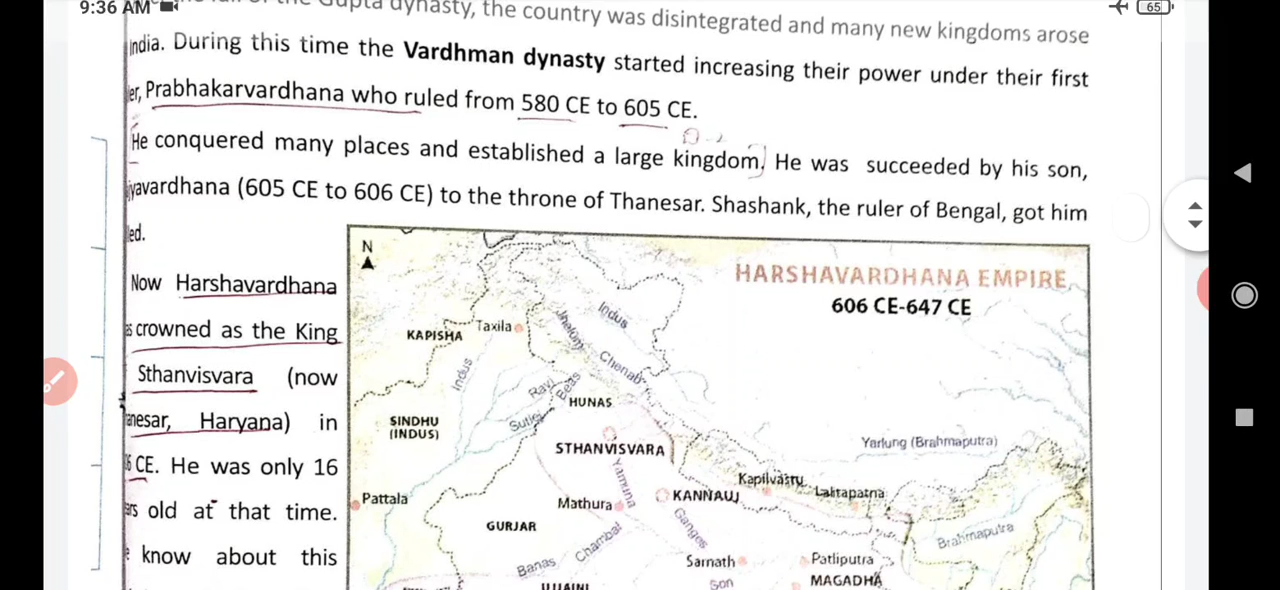 9:36 AM
65
the Gupta dynasty, the country was disintegrated and many new kingdoms arose
India. During this time the Vardhman dynasty started increasing their power under their first
Prabhakarvardhana who ruled from 580 CE to 605 CE.
He conquered many places and established a large kingdom. He was succeeded by his son,
(605 CE to 606 CE) to the throne of Thanesar. Shashank, the ruler of Bengal, got him
Now Harshavardhana
crowned as the King
Sthanvisvara (now
Haryana) in
CE. He was only 16
old at that time.
know about this
N
HARSHAVARDHANA EMPIRE
606 CE-647 CE
Indus
Taxila
KAPISHA
Jhelum
Chenab
Indus
Ravi
Beas
HUNAS
Sutlej
SINDHU
(INDUS)
STHANVISVARA
Yarlung (Brahmaputra)
Yamuna
Kapilvastu
Lalitapatna
KANNAUJ
Pattala
Mathura
Ganges
GURJAR
Chambal
Brahmaputra
Banas
Sarnath
Patliputra
Son
MAGADHA
UJJAINI